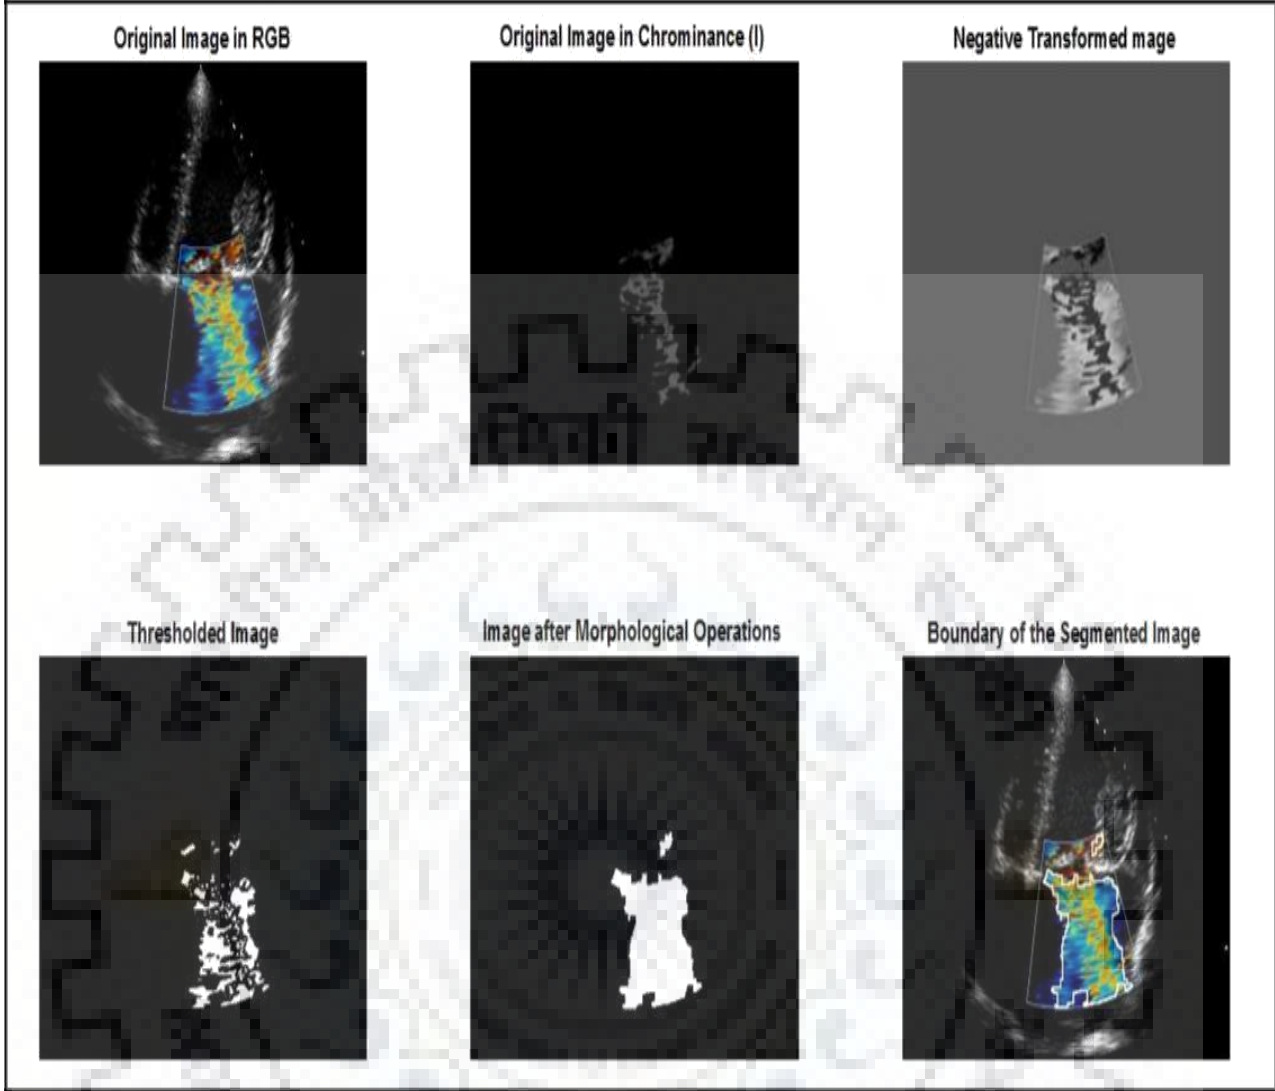 Original Image in RGB
Original Image in Chrominance (I)
Negative Transformed mage
Thresholded Image
Image after Morphological Operations
Boundary of the Segmented Image